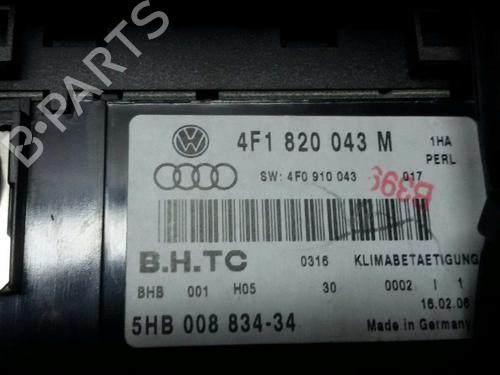 B-PARTS
4F1 820 043 M
1HA
PERL
SW: 4F0 910 043 017
B.H.TC
0316 KLIMABETAETIGUNG
BHB 001 H05 30 0002 1 1
16.02.06
5HB 008 834-34
Made in Germany